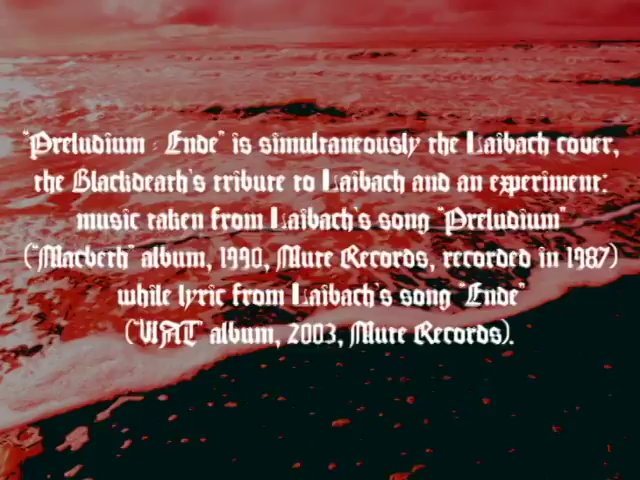 "Preludium : Ende" is simultaneously the Laibach cover,
the Blackdeath's tribute to Laibach and an experiment:
music taken from Laibach's song "Preludium"
("Macbeth" album, 1990, Mute Records, recorded in 1987)
while lyric from Laibach's song "Ende"
("WAT" album, 2003, Mute Records).